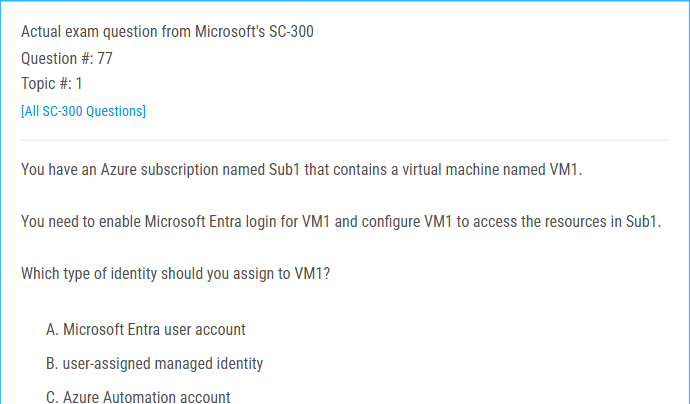 Actual exam question from Microsoft's SC-300
Question #: 77
Topic #: 1
[All SC-300 Questions]
You have an Azure subscription named Sub1 that contains a virtual machine named VM1.
You need to enable Microsoft Entra login for VM1 and configure VM1 to access the resources in Sub1.
Which type of identity should you assign to VM1?
A. Microsoft Entra user account
B. user-assigned managed identity
C. Azure Automation account